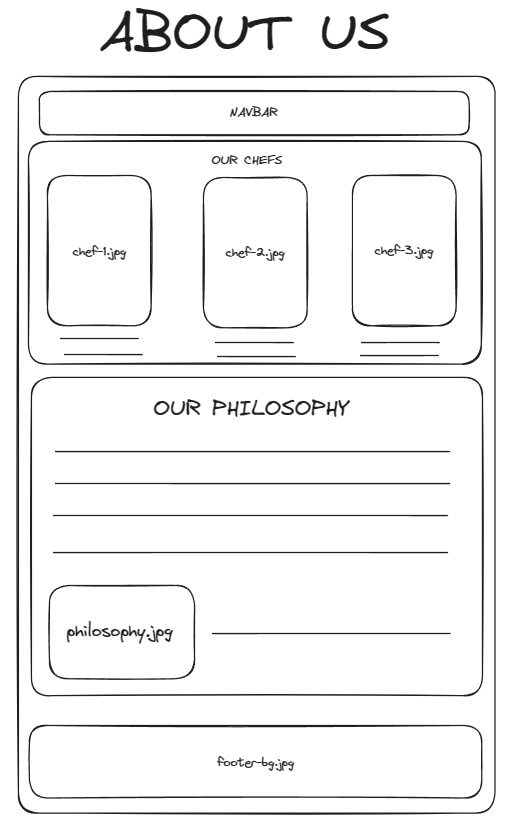 ABOUT US
NAVBAR
OUR CHEFS
chef-1.jpg
chef-2.jpg
chef-3.jpg
OUR PHILOSOPHY
philosophy.jpg
footer-bg.jpg